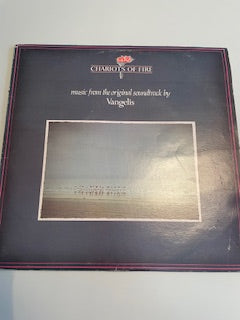 CHARIOTS OF FIRE
music from the original soundtrack by
Vangelis